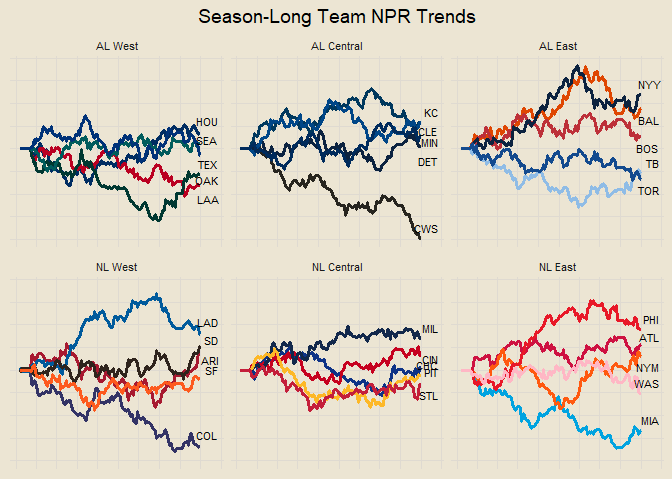 Season-Long Team NPR Trends
AL West
AL Central
AL East
HOU
SEA
TEX
OAK
LAA
KC
CLE
MIN
DET
CWS
NYY
BAL
BOS
TB
TOR
NL West
NL Central
NL East
LAD
SD
ARI
SF
COL
MIL
CIN
CHC
PIT
STL
PHI
ATL
NYM
WAS
MIA